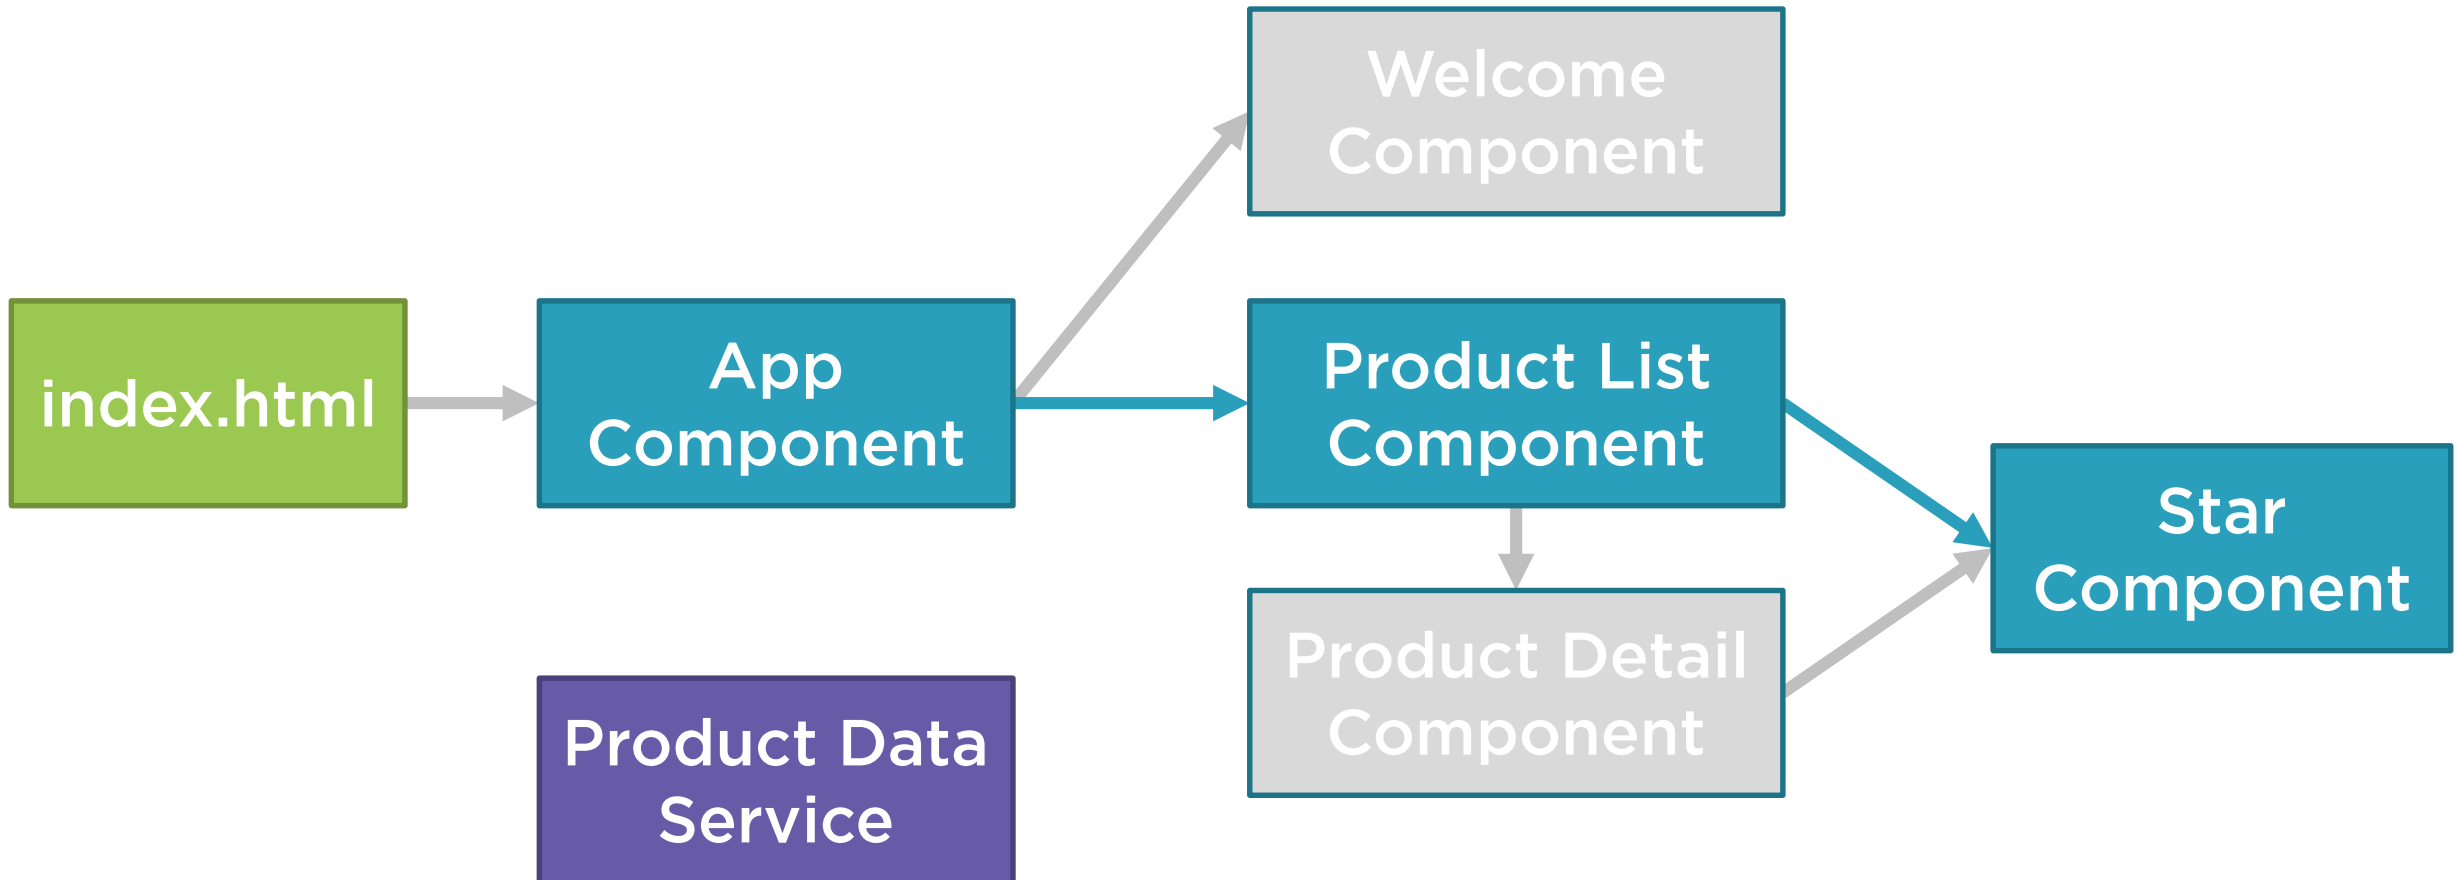 Welcome
Component
index.html
App
Component
Product List
Component
Star
Component
Product Detail
Component
Product Data
Service